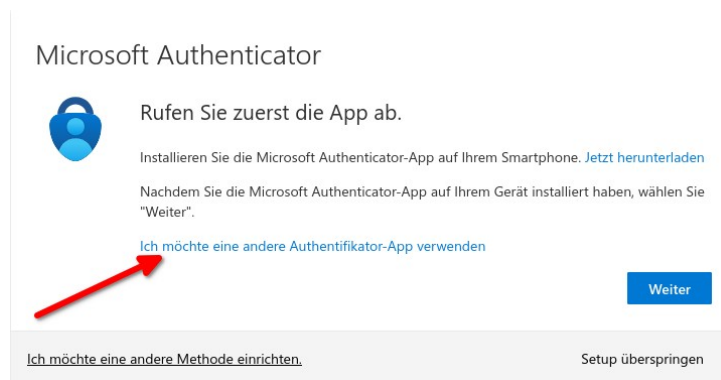 Microsoft Authenticator
Rufen Sie zuerst die App ab.
Installieren Sie die Microsoft Authenticator-App auf Ihrem Smartphone. Jetzt herunterladen
Nachdem Sie die Microsoft Authenticator-App auf Ihrem Gerät installiert haben, wählen Sie
"Weiter".
Ich möchte eine andere Authentifikator-App verwenden
Weiter
Ich möchte eine andere Methode einrichten. Setup überspringen